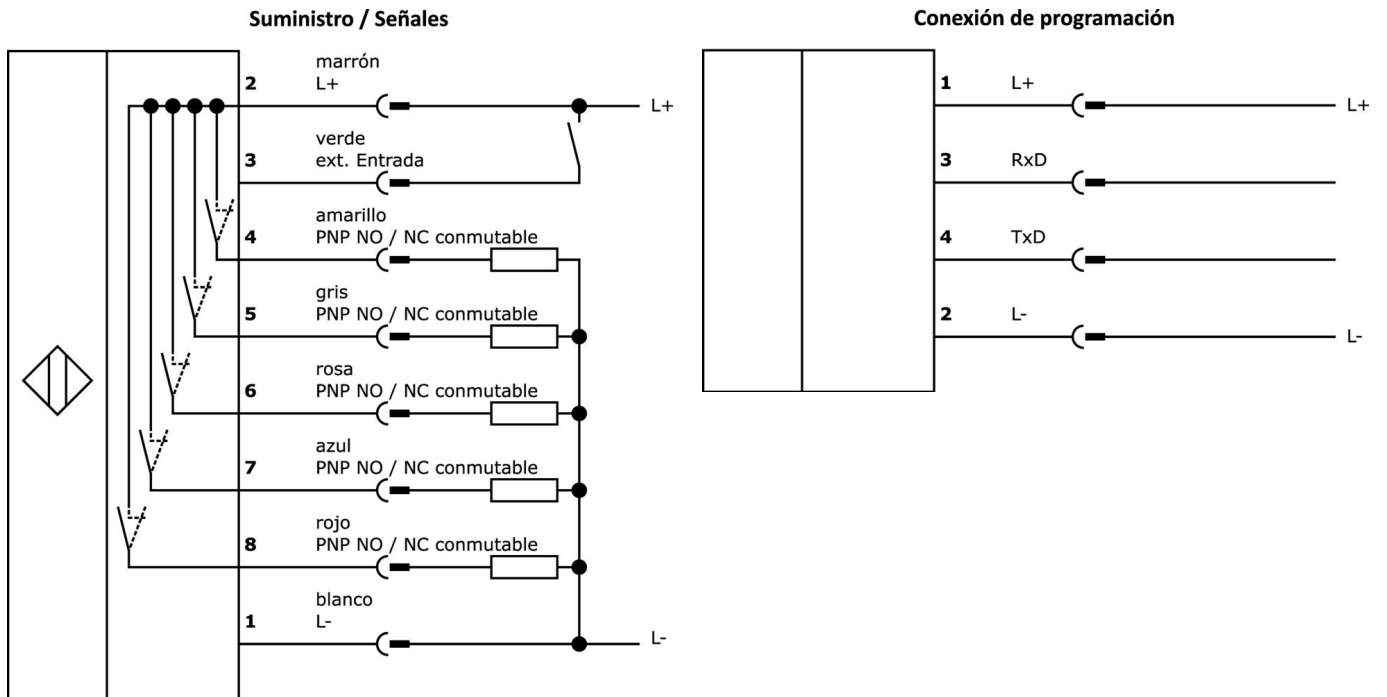 Suministro / Señales
marrón
2 L+
L+
verde
3 ext. Entrada
amarillo
4 PNP NO / NC conmutable
gris
5 PNP NO / NC conmutable
rosa
6 PNP NO / NC conmutable
azul
7 PNP NO / NC conmutable
rojo
8 PNP NO / NC conmutable
blanco
1 L-
L-
Conexión de programación
1 L+
L+
3 RxD
4 TxD
2 L-
L-